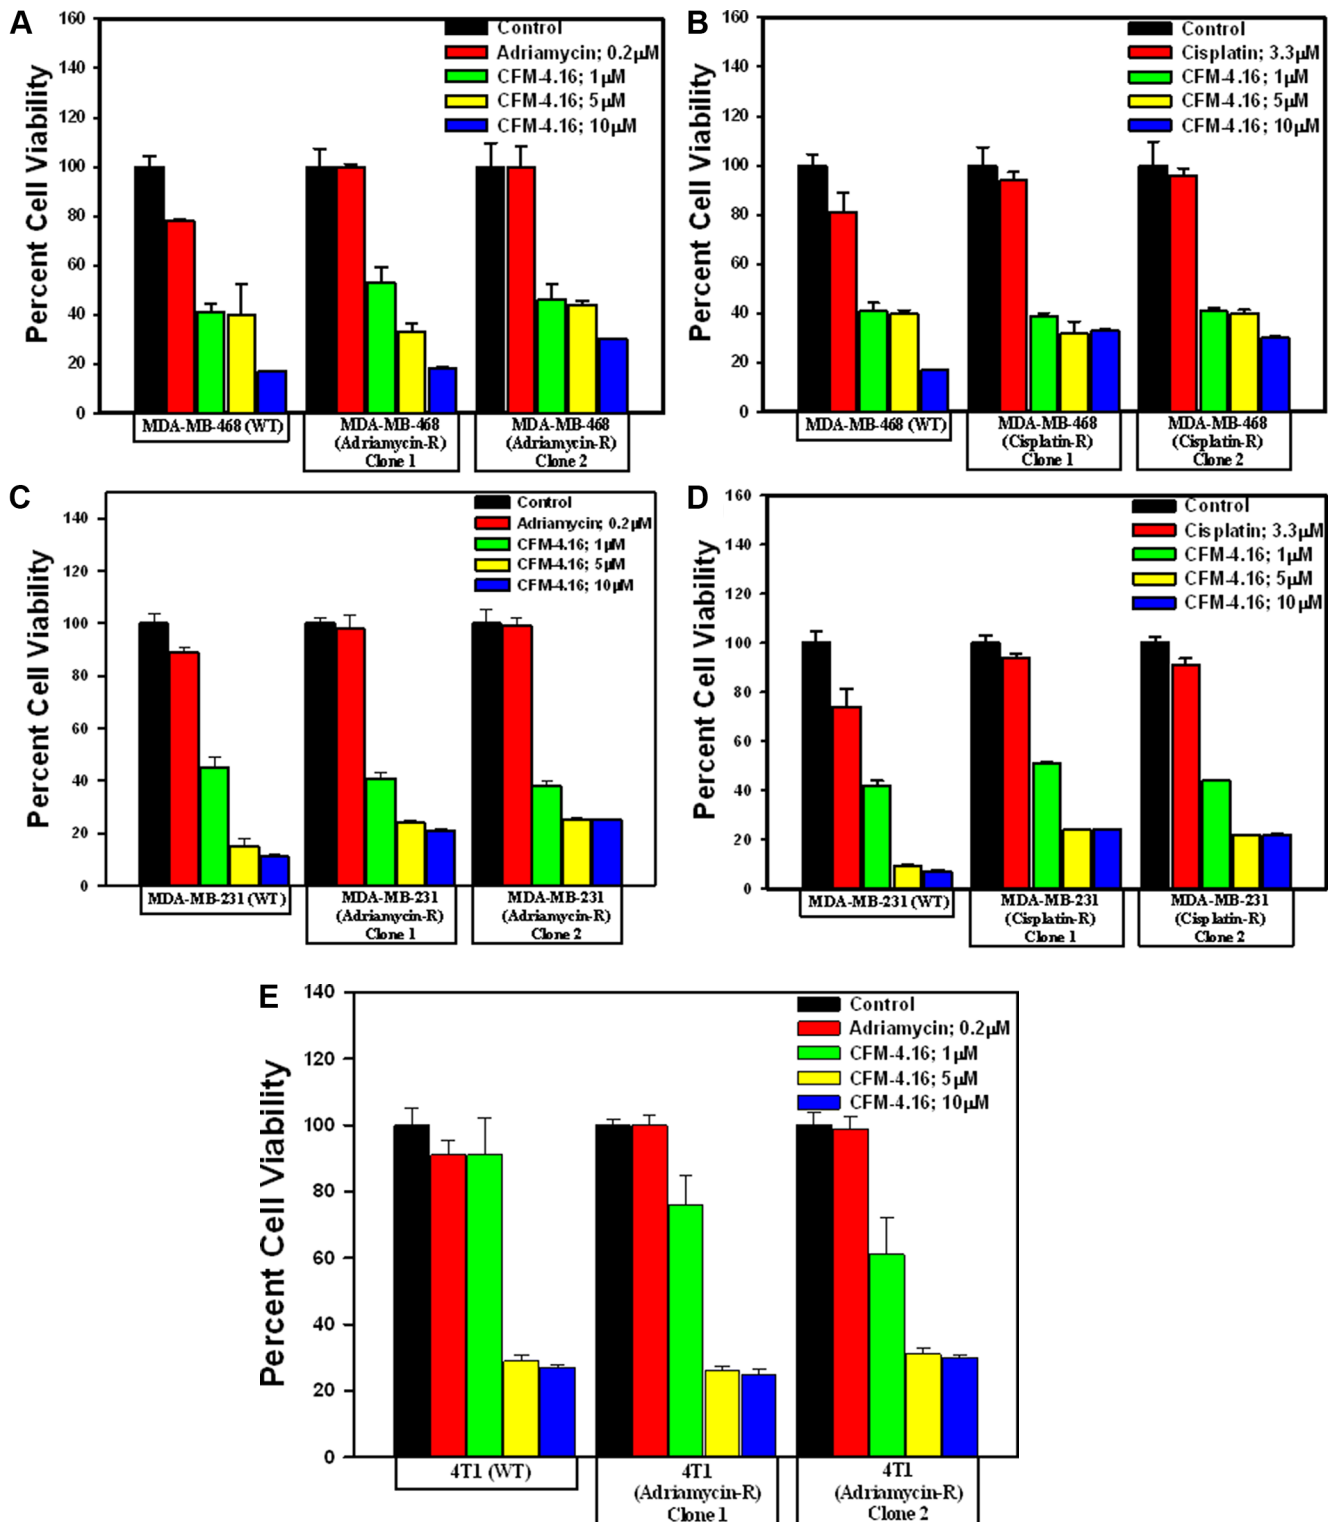 A
Percent Cell Viability
160
140
120
100
80
60
40
20
0
Control
Adriamycin; 0.2µM
CFM-4.16; 1µM
CFM-4.16; 5µM
CFM-4.16; 10µM
MDA-MB-468 (WT)
MDA-MB-468
(Adriamycin-R)
Clone 1
MDA-MB-468
(Adriamycin-R)
Clone 2
B
Percent Cell Viability
160
140
120
100
80
60
40
20
0
Control
Cisplatin; 3.3µM
CFM-4.16; 1µM
CFM-4.16; 5µM
CFM-4.16; 10µM
MDA-MB-468 (WT)
MDA-MB-468
(Cisplatin-R)
Clone 1
MDA-MB-468
(Cisplatin-R)
Clone 2
C
Percent Cell Viability
140
120
100
80
60
40
20
0
Control
Adriamycin; 0.2µM
CFM-4.16; 1µM
CFM-4.16; 5µM
CFM-4.16; 10µM
MDA-MB-231 (WT)
MDA-MB-231
(Adriamycin-R)
Clone 1
MDA-MB-231
(Adriamycin-R)
Clone 2
D
Percent Cell Viability
160
140
120
100
80
60
40
20
0
Control
Cisplatin; 3.3µM
CFM-4.16; 1µM
CFM-4.16; 5µM
CFM-4.16; 10µM
MDA-MB-231 (WT)
MDA-MB-231
(Cisplatin-R)
Clone 1
MDA-MB-231
(Cisplatin-R)
Clone 2
E
Percent Cell Viability
140
120
100
80
60
40
20
0
Control
Adriamycin; 0.2µM
CFM-4.16; 1µM
CFM-4.16; 5µM
CFM-4.16; 10µM
4T1 (WT)
4T1
(Adriamycin-R)
Clone 1
4T1
(Adriamycin-R)
Clone 2